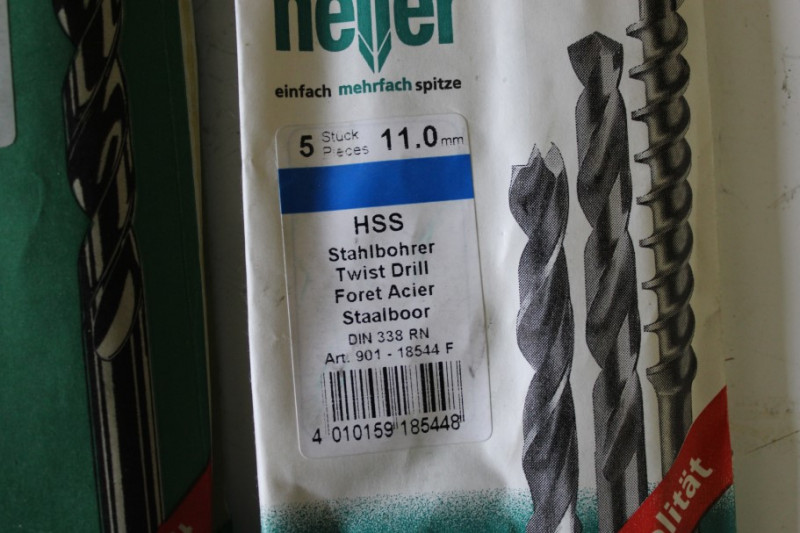 heller
einfach mehrfach spitze
5 Stück Pieces 11.0 mm
HSS
Stahlbohrer
Twist Drill
Foret Acier
Staalboor
DIN 338 RN
Art. 901 - 18544 F
4 010159 185448
alität